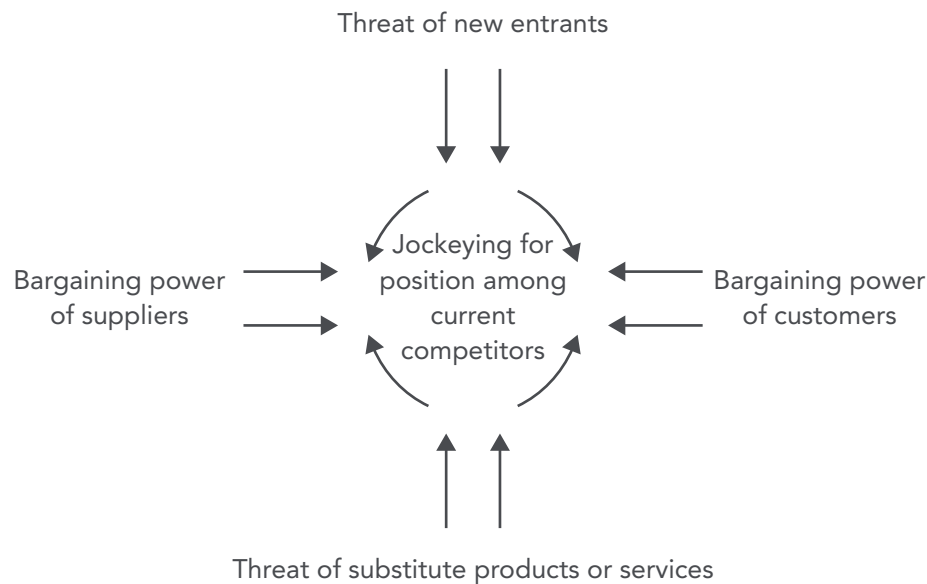 Threat of new entrants
Jockeying for
position among
current
competitors
Bargaining power
of suppliers
Bargaining power
of customers
Threat of substitute products or services